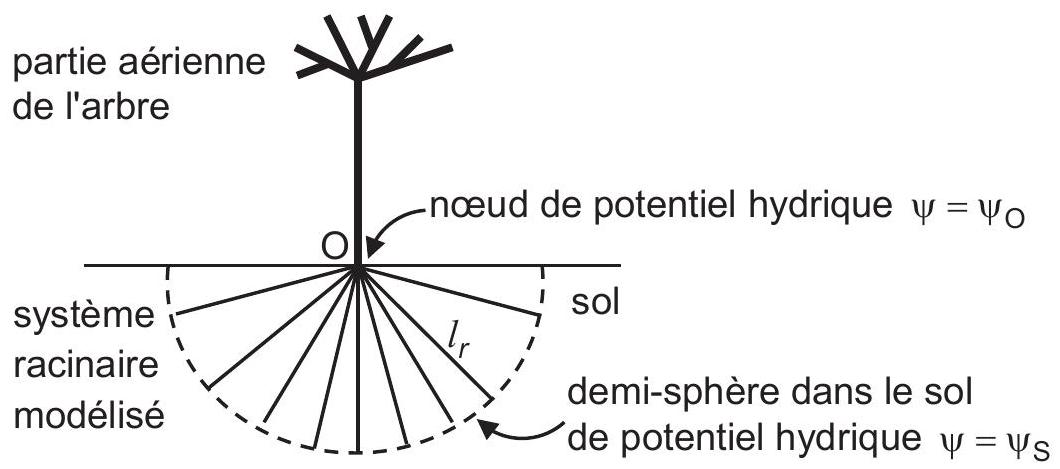 partie aérienne
de l'arbre
nœud de potentiel hydrique ψ = ψO
O
sol
système
racinaire
modélisé
lr
demi-sphère dans le sol
de potentiel hydrique ψ = ψS